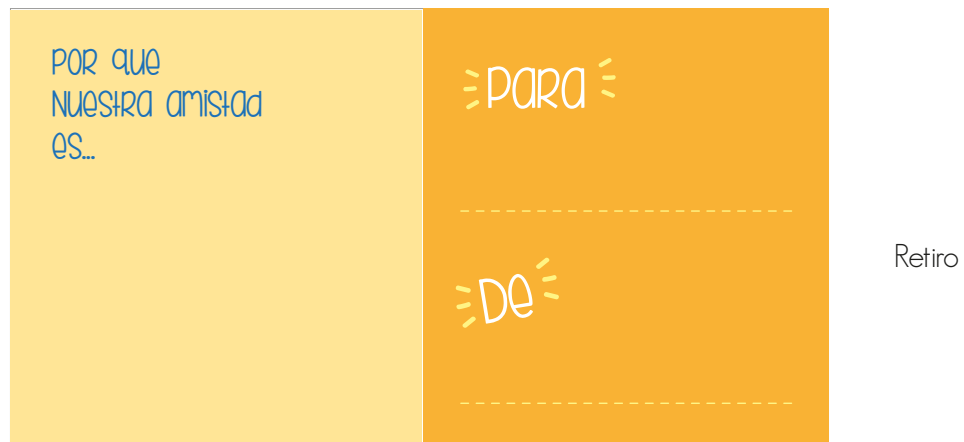 Por que
Nuestra amistad
es...
Para
De
Retiro